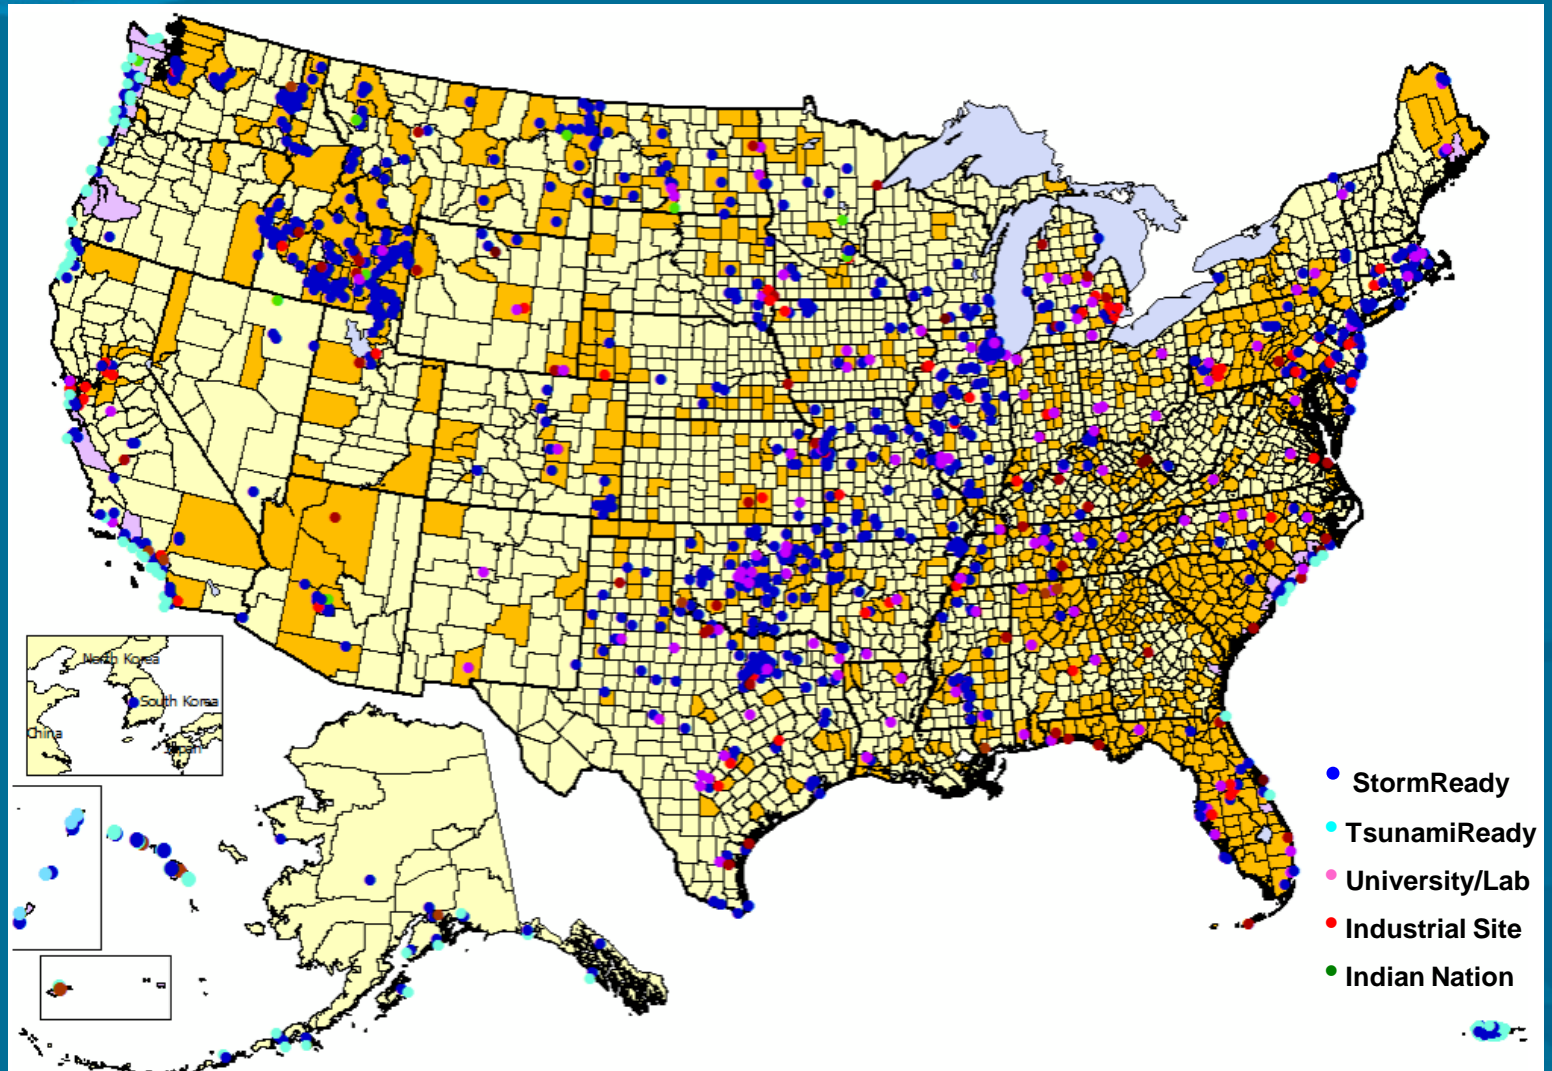 North Korea
South Korea
China
Japan
StormReady
TsunamiReady
University/Lab
Industrial Site
Indian Nation